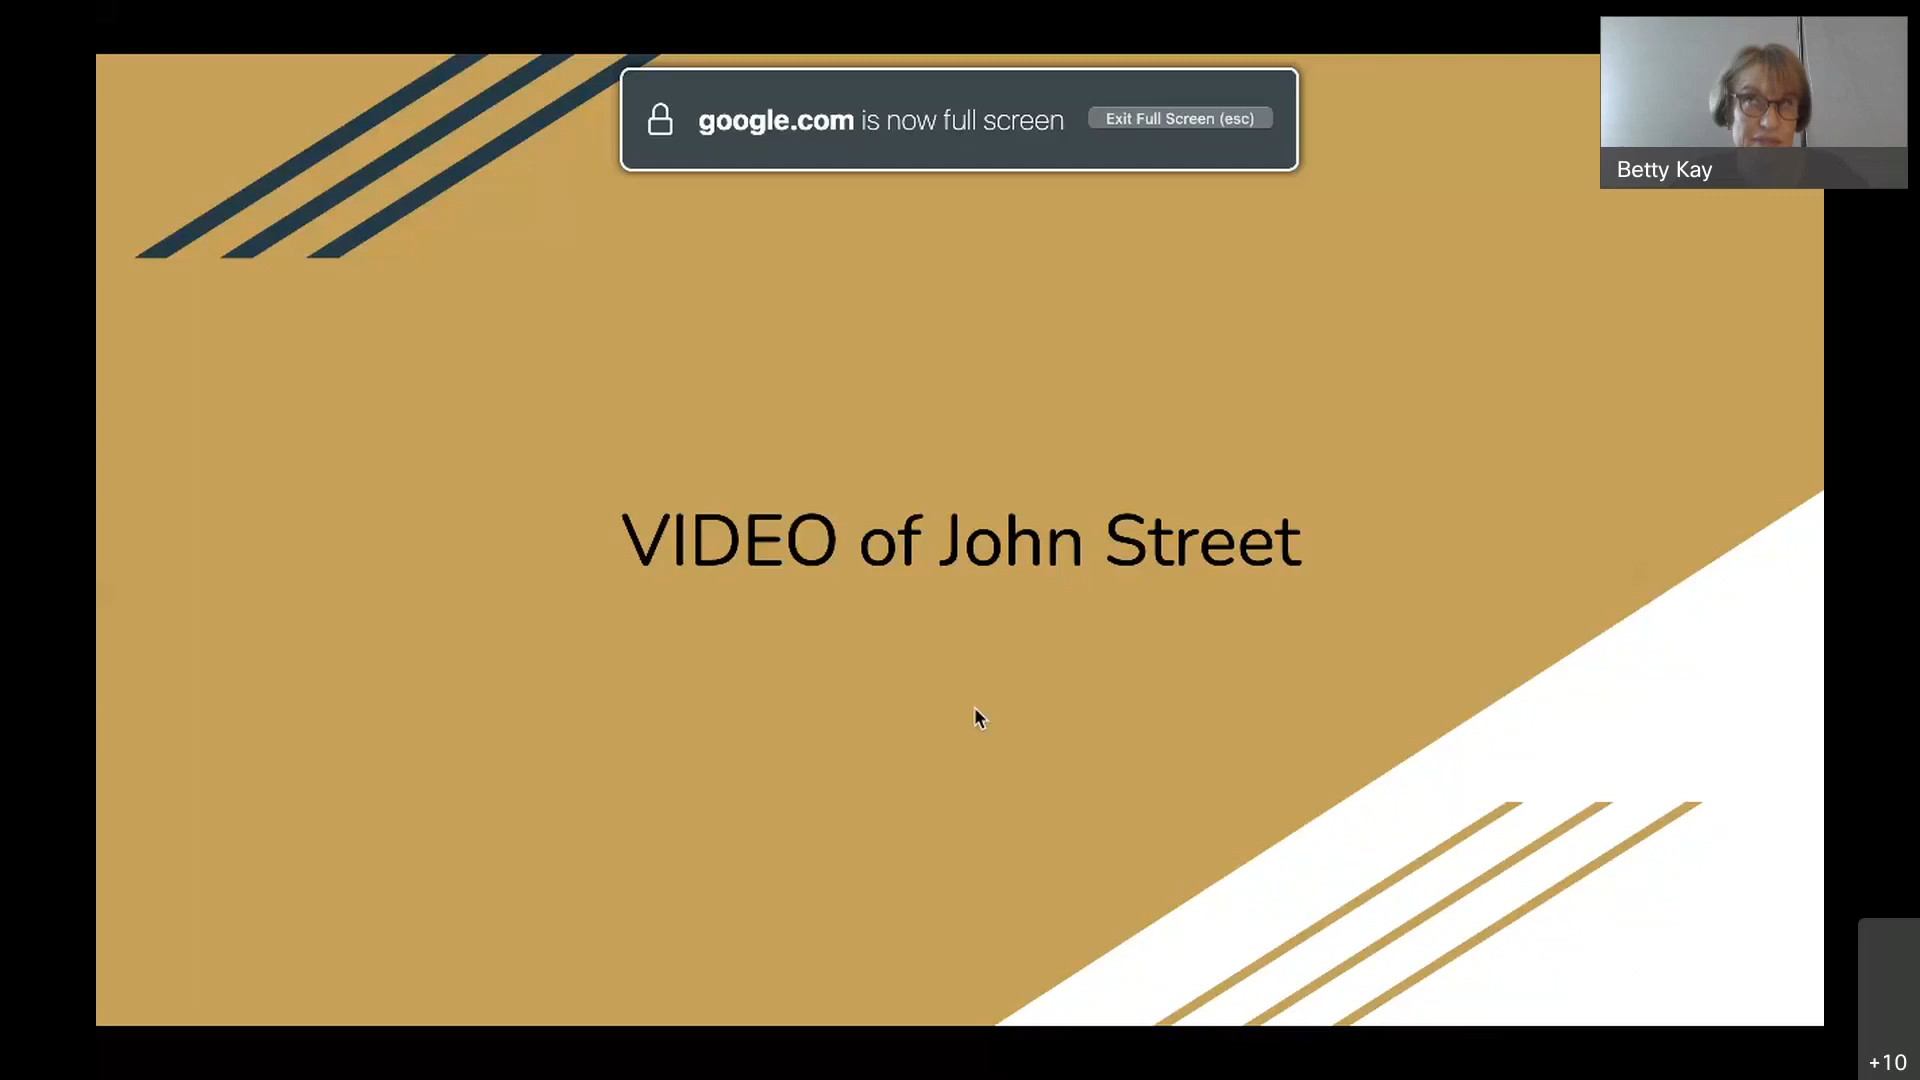 google.com is now full screen
Exit Full Screen (esc)
Betty Kay
VIDEO of John Street
+10